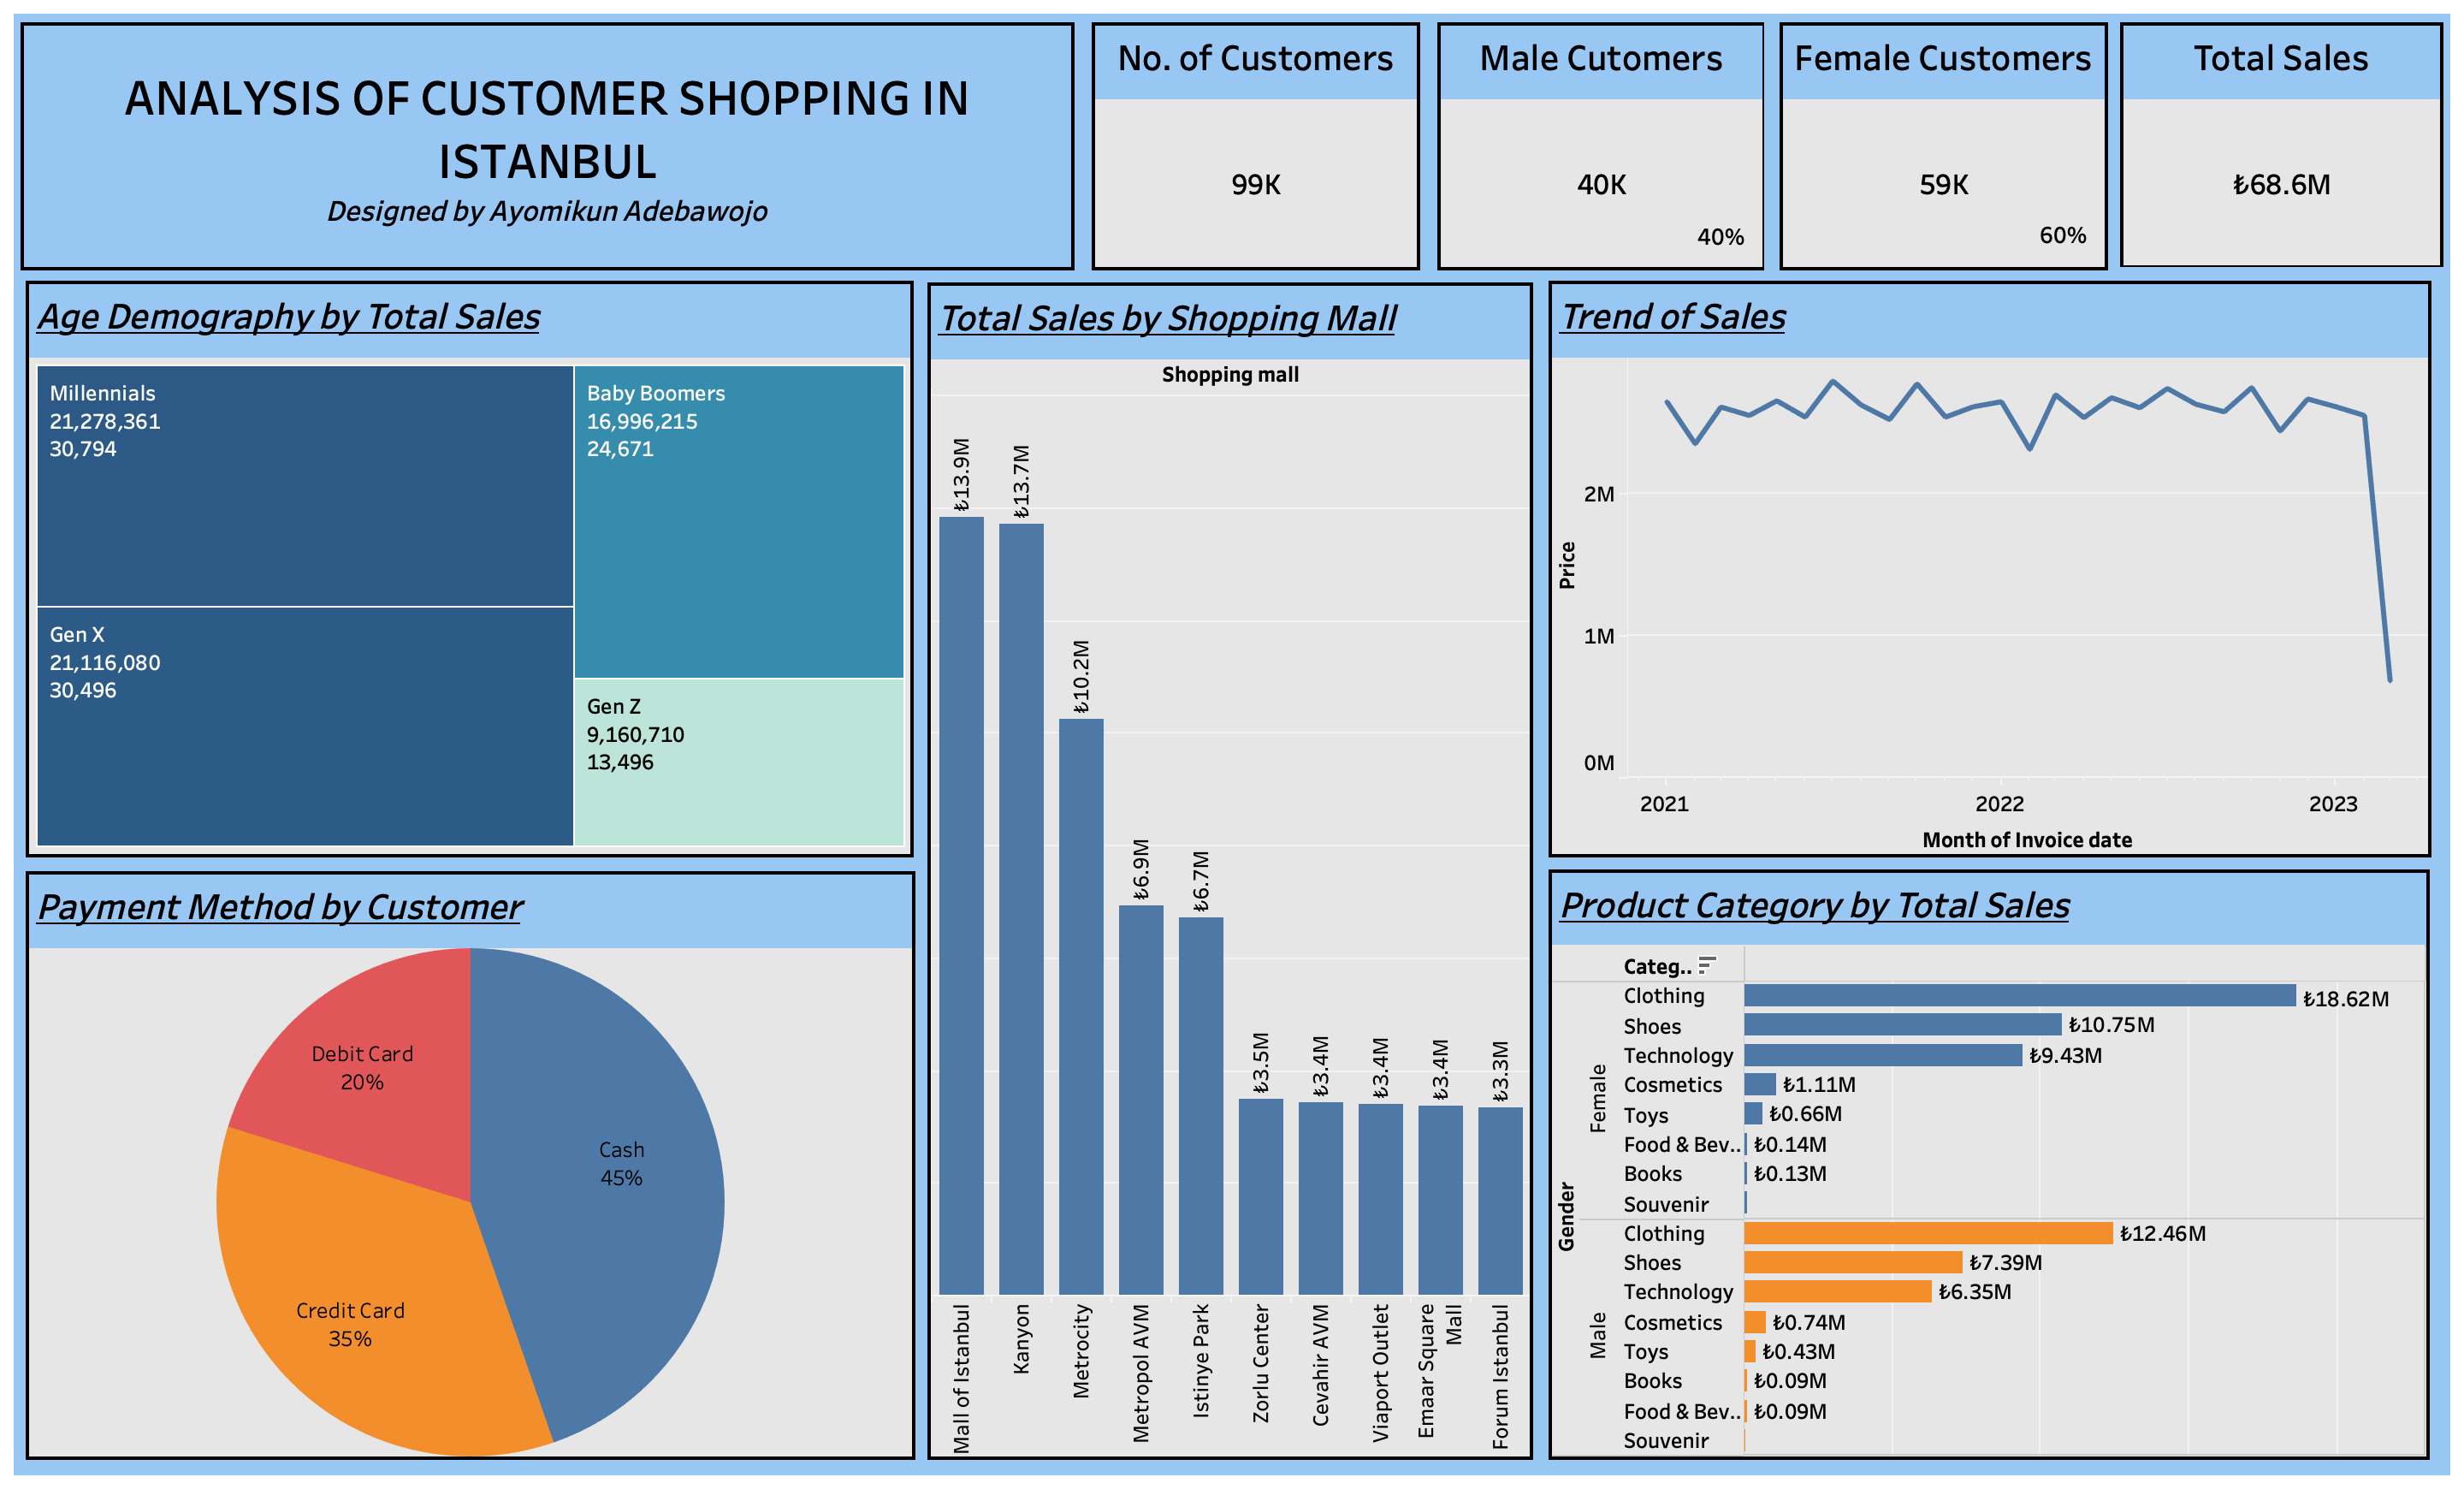 ANALYSIS OF CUSTOMER SHOPPING IN
ISTANBUL
Designed by Ayomikun Adebawojo
No. of Customers
99K
Male Cutomers
40K
40%
Female Customers
59K
60%
Total Sales
₺68.6M
Age Demography by Total Sales
Millennials
21,278,361
30,794
Gen X
21,116,080
30,496
Baby Boomers
16,996,215
24,671
Gen Z
9,160,710
13,496
Payment Method by Customer
Debit Card
20%
Cash
45%
Credit Card
35%
Total Sales by Shopping Mall
Shopping mall
₺13.9M
₺13.7M
₺10.2M
₺6.9M
₺6.7M
₺3.5M
₺3.4M
₺3.4M
₺3.4M
₺3.3M
Mall of Istanbul
Kanyon
Metrocity
Metropol AVM
Istinye Park
Zorlu Center
Cevahir AVM
Viaport Outlet
Emaar Square
Mall
Forum Istanbul
Trend of Sales
Price
2M
1M
0M
2021
2022
2023
Month of Invoice date
Product Category by Total Sales
Categ..
Gender
Female
Clothing ₺18.62M
Shoes ₺10.75M
Technology ₺9.43M
Cosmetics ₺1.11M
Toys ₺0.66M
Food & Bev.. ₺0.14M
Books ₺0.13M
Souvenir
Male
Clothing ₺12.46M
Shoes ₺7.39M
Technology ₺6.35M
Cosmetics ₺0.74M
Toys ₺0.43M
Books ₺0.09M
Food & Bev.. ₺0.09M
Souvenir